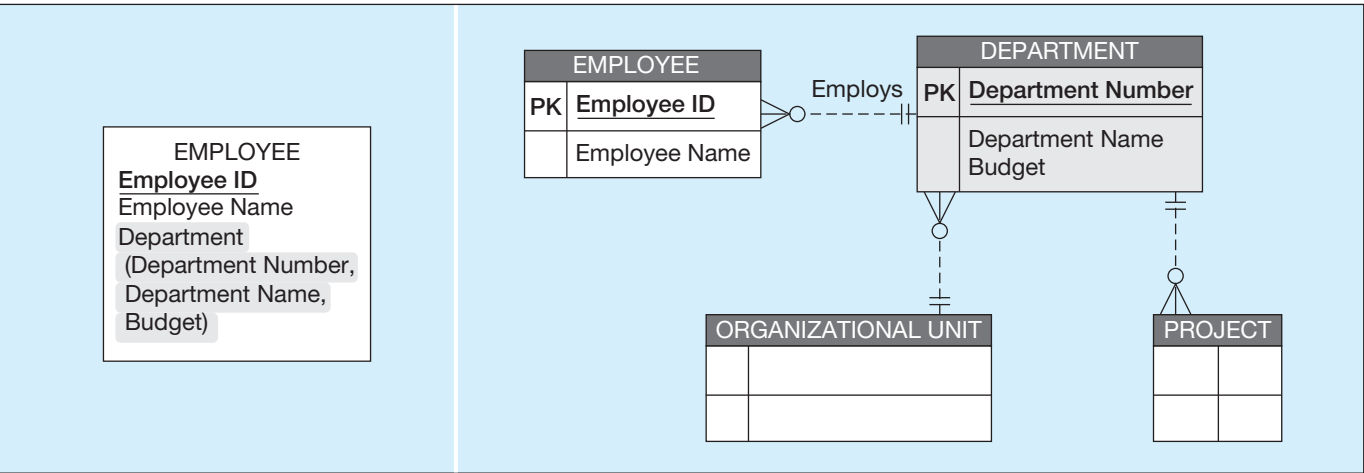 EMPLOYEE
Employee ID
Employee Name
Department
(Department Number,
Department Name,
Budget)
EMPLOYEE
PK Employee ID
Employee Name
Employs
DEPARTMENT
PK Department Number
Department Name
Budget
ORGANIZATIONAL UNIT
PROJECT